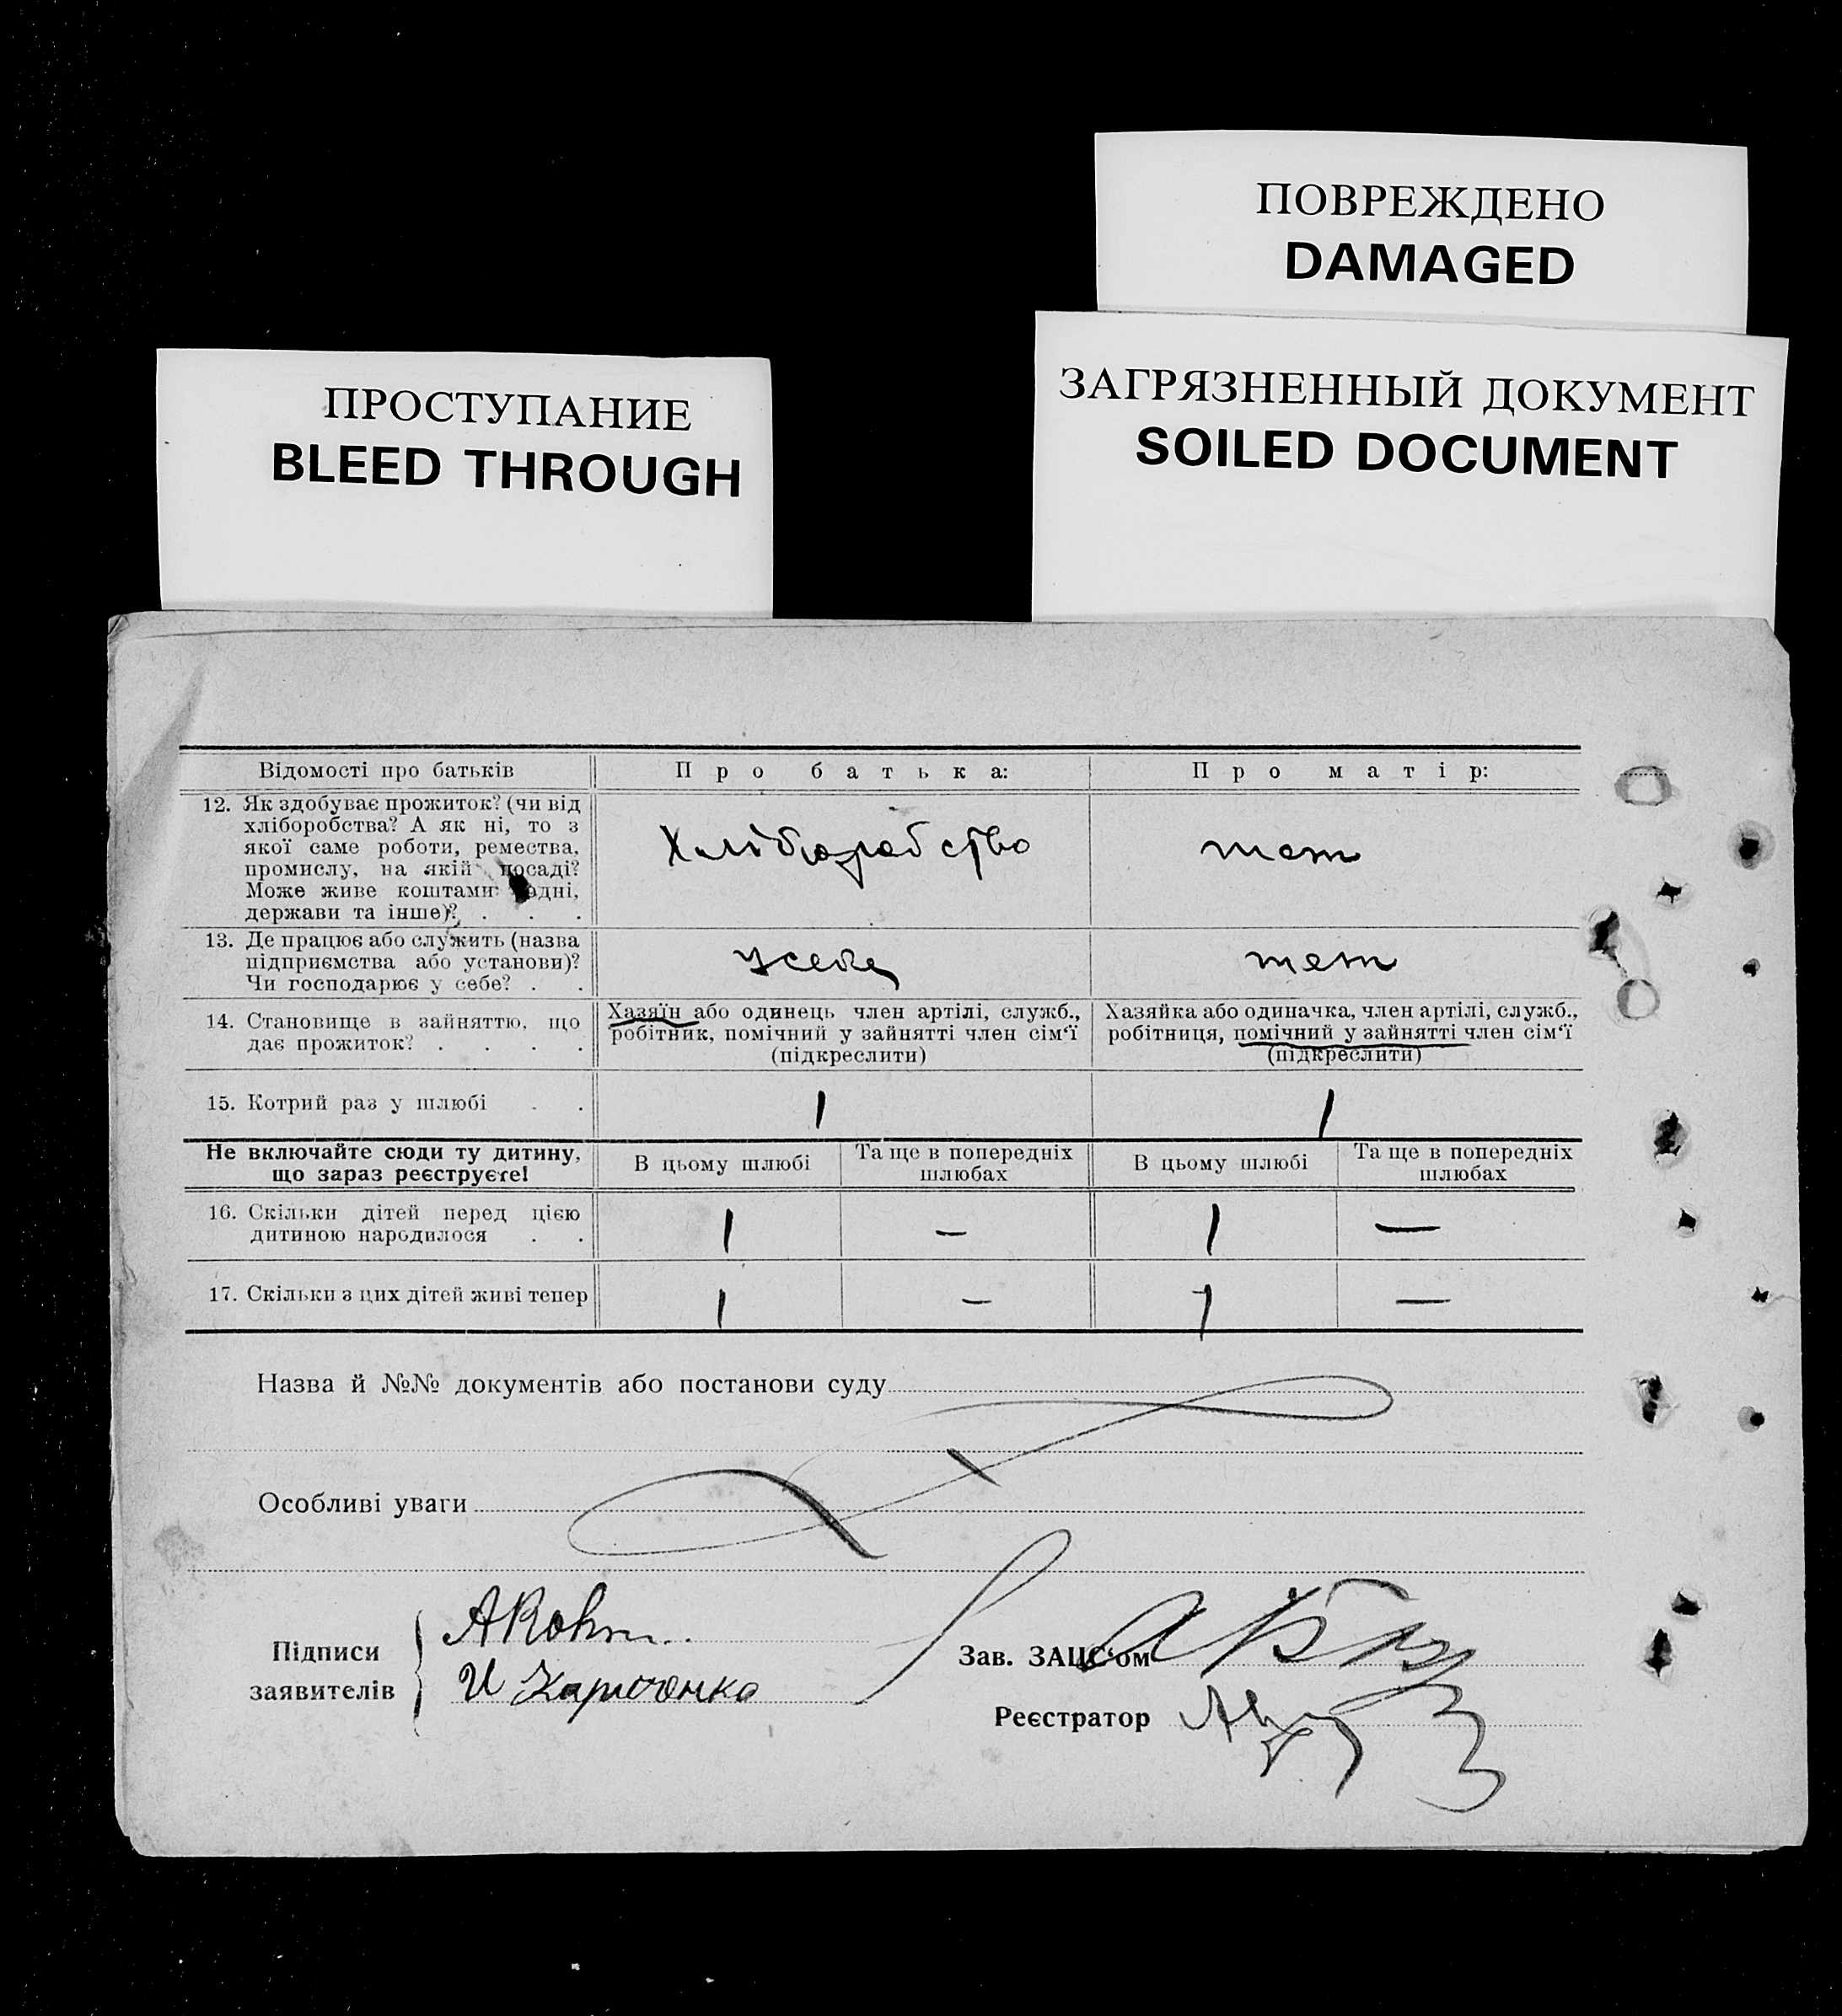 ПОВРЕЖДЕНО
DAMAGED
ПРОСТУПАНИЕ
BLEED THROUGH
ЗАГРЯЗНЕННЫЙ ДОКУМЕНТ
SOILED DOCUMENT
Відомості про батьків
Про батька:
Про матір:
12. Як здобуває прожиток? (чи від
хліборобства? А як ні, то з
якої саме роботи, ремества,
промислу, на якій посаді?
Може живе коштами родні,
держави та інше)? . . .
Хліборобство
тот
13. Де працює або служить (назва
підприємства або установи)?
Чи господарює у себе? . .
у себе
тот
14. Становище в зайняттю, що
дає прожиток? . . . .
Хазяїн або одинець член артілі, служб.,
робітник, помічний у зайнятті член сім'ї
(підкреслити)
Хазяйка або одиначка, член артілі, служб.,
робітниця, помічний у зайнятті член сім'ї
(підкреслити)
15. Котрий раз у шлюбі . .
1
1
Не включайте сюди ту дитину,
що зараз реєструєте!
В цьому шлюбі
Та ще в попередніх
шлюбах
В цьому шлюбі
Та ще в попередніх
шлюбах
16. Скільки дітей перед цією
дитиною народилося . .
1
—
1
—
17. Скільки з цих дітей живі тепер
1
—
1
—
Назва й №№ документів або постанови суду
Особливі уваги
Підписи
заявителів
И
Зав. ЗАЦС'ом
Реєстратор